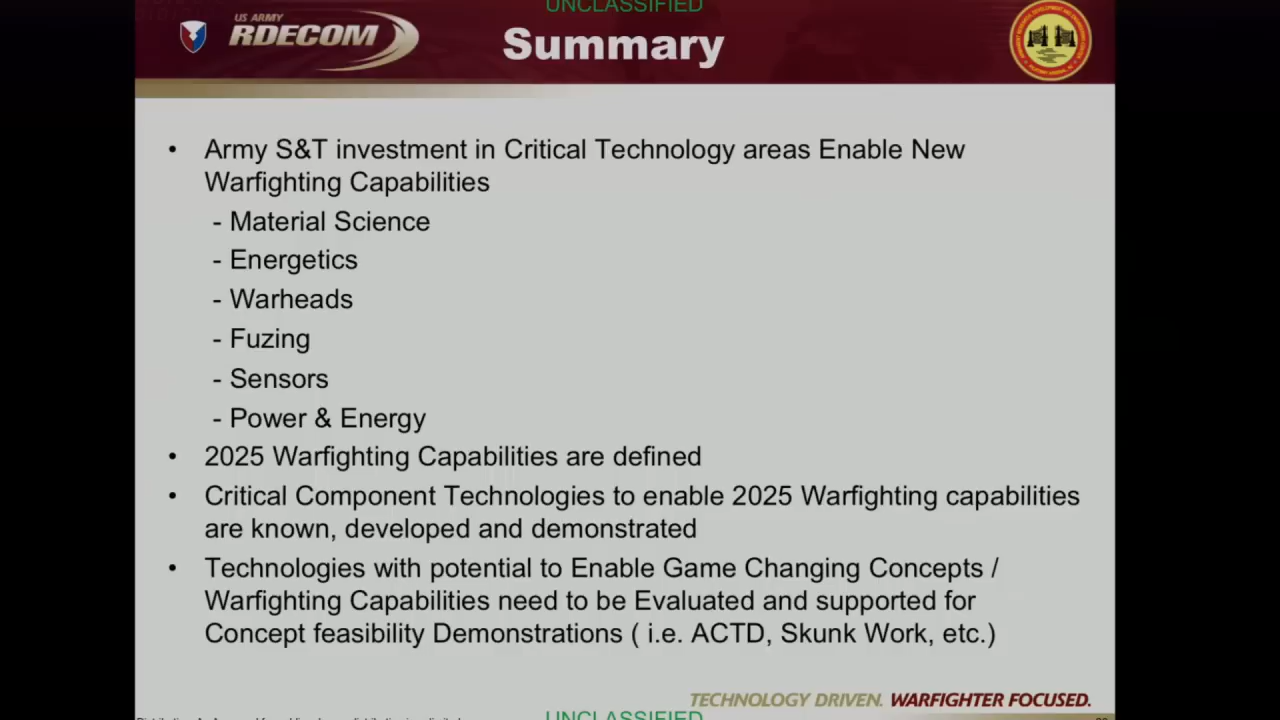 UNCLASSIFIED
US ARMY
RDECOM
Summary
• Army S&T investment in Critical Technology areas Enable New
Warfighting Capabilities
- Material Science
- Energetics
- Warheads
- Fuzing
- Sensors
- Power & Energy
• 2025 Warfighting Capabilities are defined
• Critical Component Technologies to enable 2025 Warfighting capabilities
are known, developed and demonstrated
• Technologies with potential to Enable Game Changing Concepts /
Warfighting Capabilities need to be Evaluated and supported for
Concept feasibility Demonstrations ( i.e. ACTD, Skunk Work, etc.)
TECHNOLOGY DRIVEN. WARFIGHTER FOCUSED.
UNCLASSIFIED